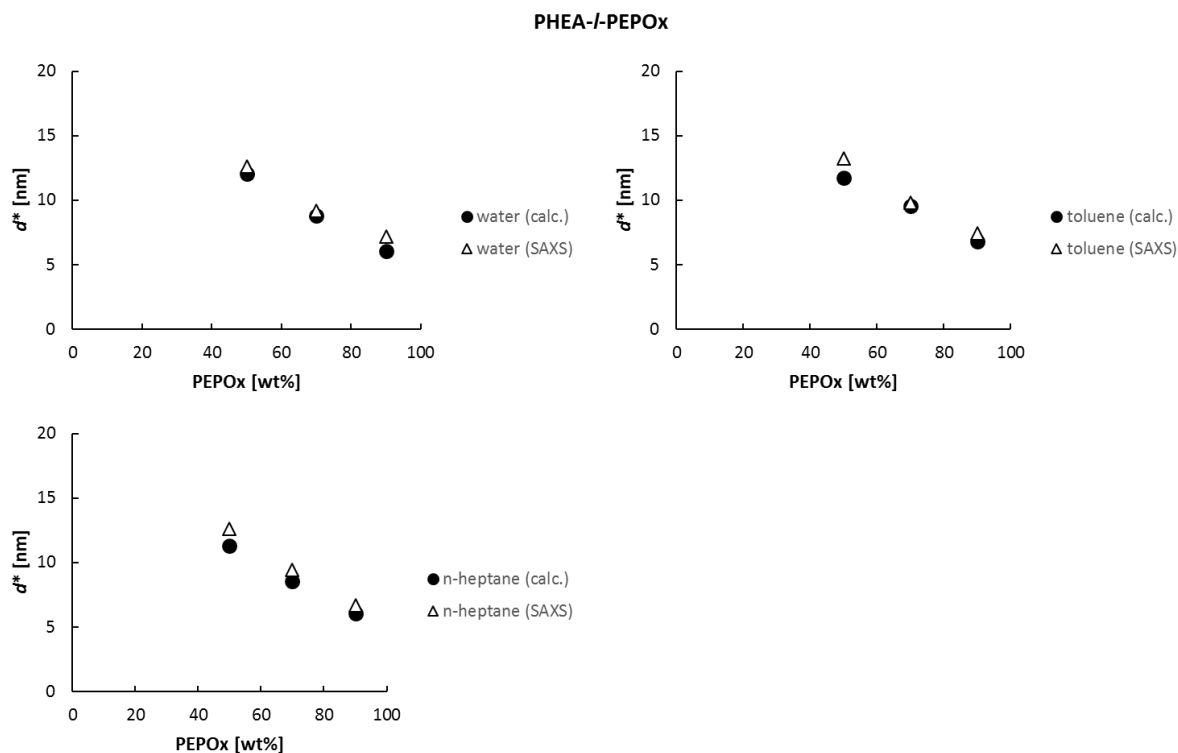 PHEA-l-PEPOx
20
15
10
5
0
d* [nm]
0 20 40 60 80 100
PEPOx [wt%]
water (calc.)
water (SAXS)
20
15
10
5
0
d* [nm]
0 20 40 60 80 100
PEPOx [wt%]
toluene (calc.)
toluene (SAXS)
20
15
10
5
0
d* [nm]
0 20 40 60 80 100
PEPOx [wt%]
n-heptane (calc.)
n-heptane (SAXS)